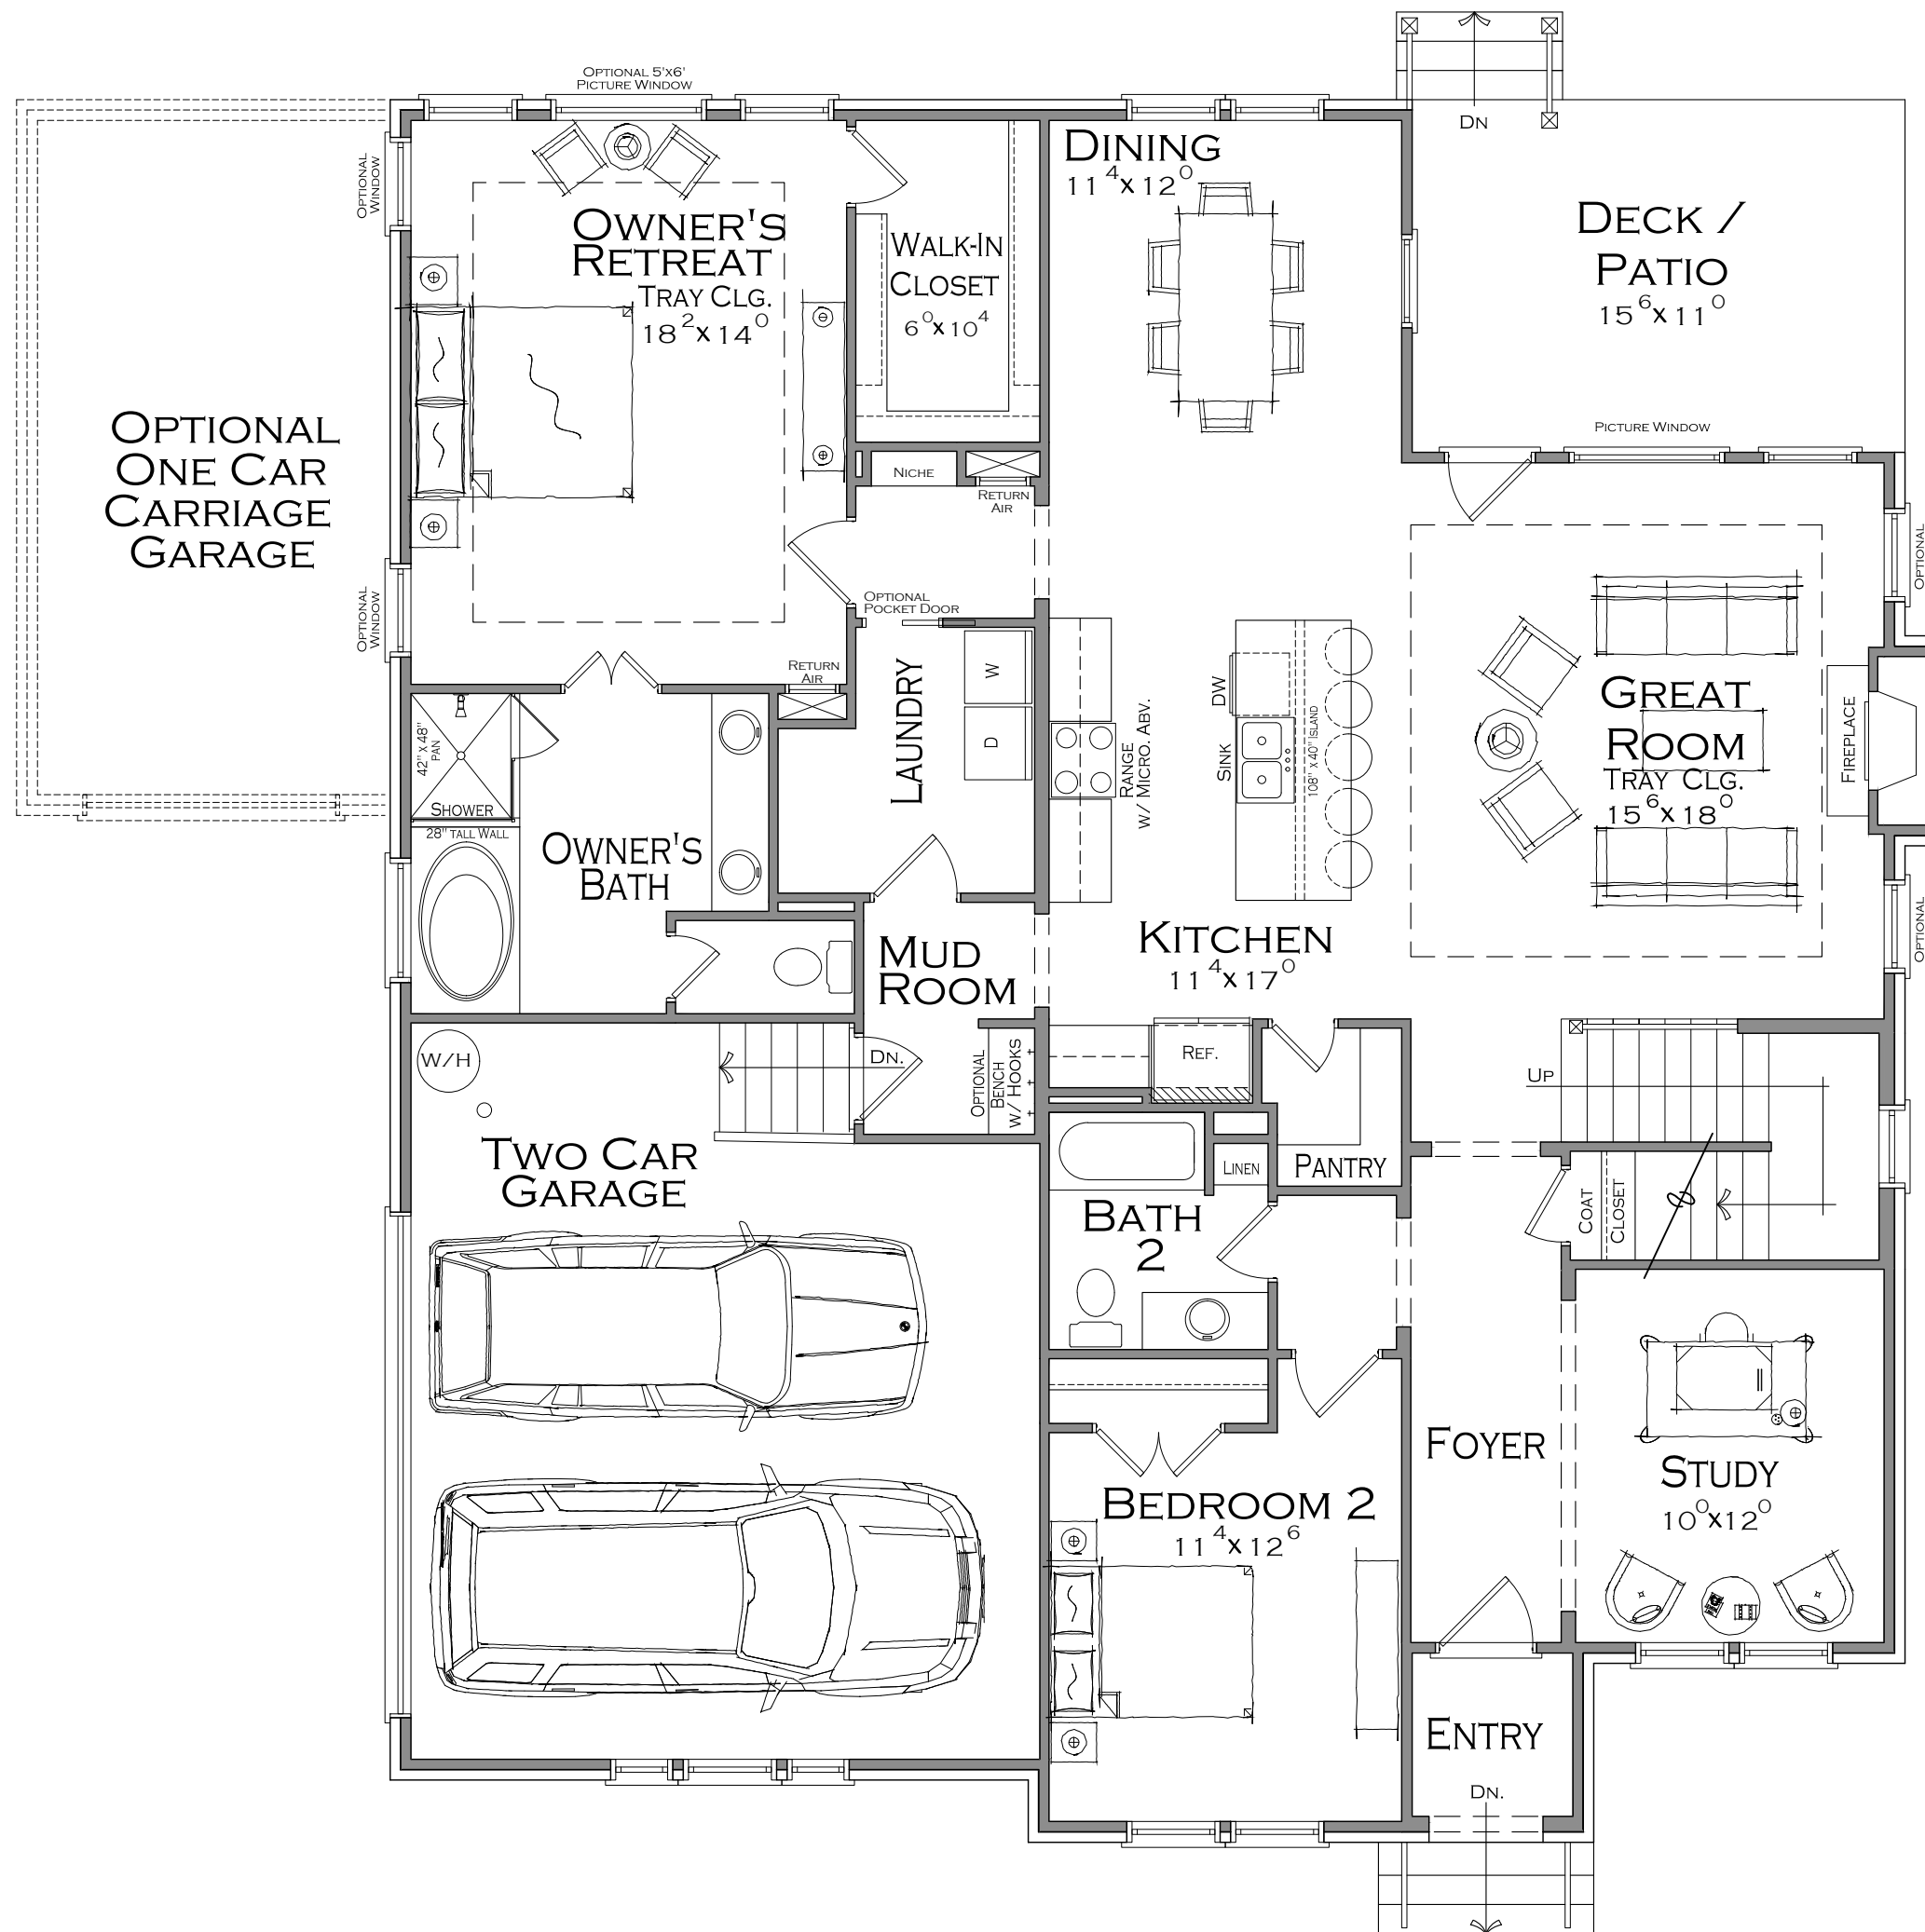 OPTIONAL 5'X6'
PICTURE WINDOW
DN
OPTIONAL
WINDOW
DINING
11⁴x12⁰
OWNER'S
RETREAT
TRAY CLG.
18²x14⁰
WALK-IN
CLOSET
6⁰x10⁴
DECK /
PATIO
15⁶x11⁰
PICTURE WINDOW
OPTIONAL
ONE CAR
CARRIAGE
GARAGE
NICHE
RETURN
AIR
OPTIONAL
OPTIONAL
WINDOW
OPTIONAL
POCKET DOOR
RETURN
AIR
LAUNDRY
W
D
RANGE
W/ MICRO. ABV.
DW
SINK
108" X 40" ISLAND
GREAT
ROOM
TRAY CLG.
15⁶x18⁰
FIREPLACE
42" X 48"
PAN
SHOWER
28" TALL WALL
OWNER'S
BATH
MUD
ROOM
KITCHEN
11⁴x17⁰
OPTIONAL
W/H
DN.
OPTIONAL
BENCH
W/ HOOKS
REF.
UP
TWO CAR
GARAGE
LINEN
PANTRY
BATH
2
COAT
CLOSET
FOYER
STUDY
10⁰x12⁰
BEDROOM 2
11⁴x12⁶
ENTRY
DN.